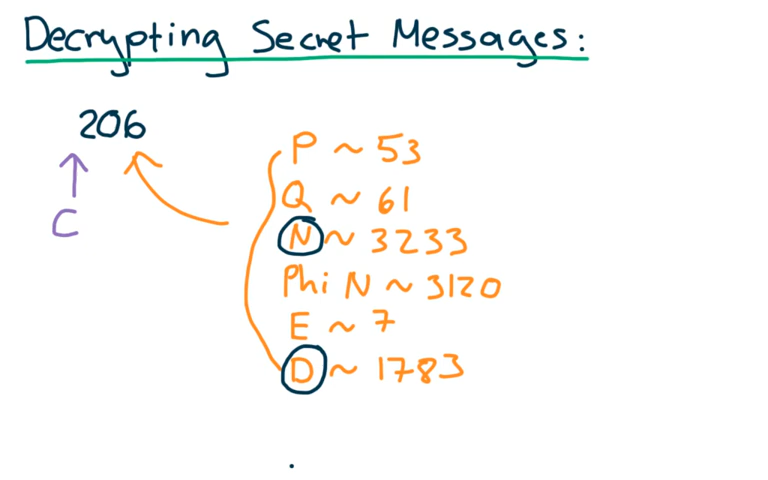 Decrypting Secret Messages:
206
C
P ~ 53
Q ~ 61
N ~ 3233
Phi N ~ 3120
E ~ 7
D ~ 1783